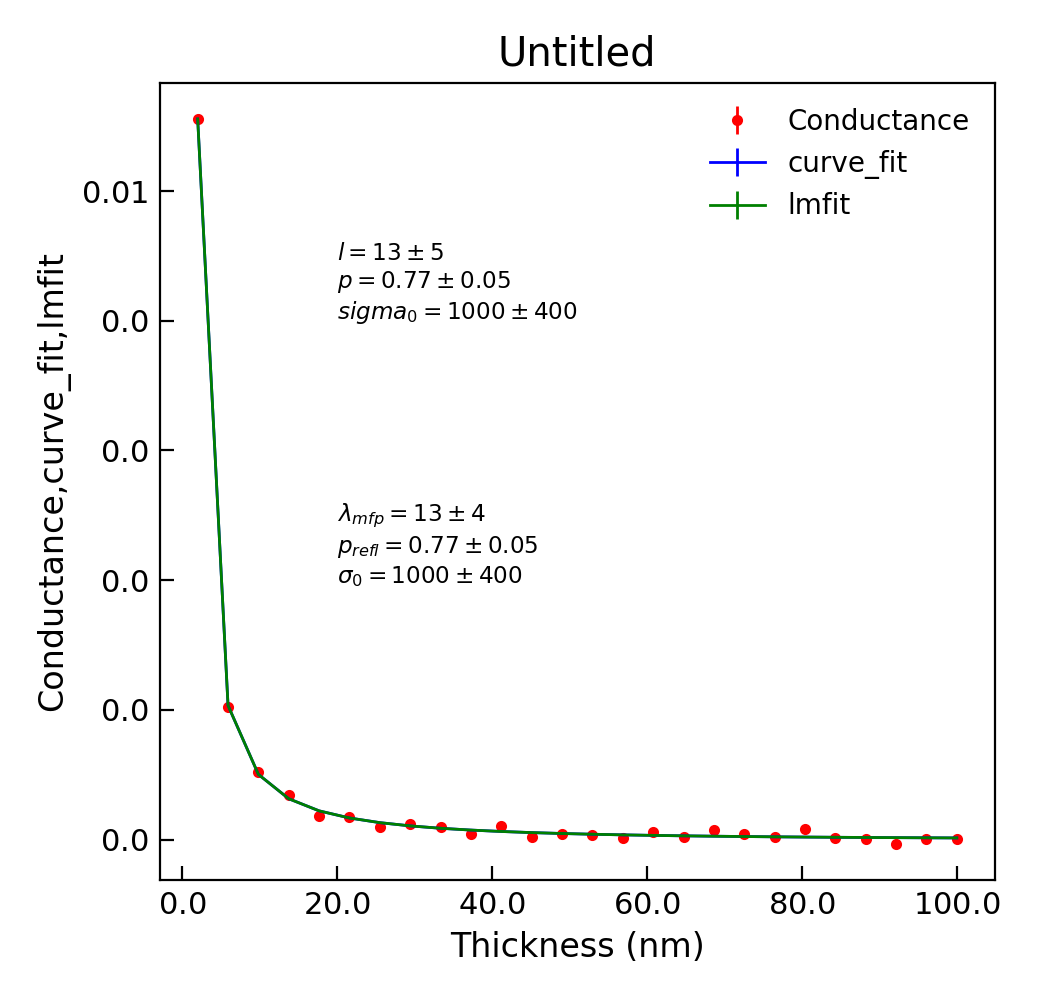 Untitled
Conductance
curve_fit
lmfit
0.01
0.0
0.0
0.0
0.0
0.0
Conductance,curve_fit,lmfit
l = 13 ± 5
p = 0.77 ± 0.05
sigma₀ = 1000 ± 400
λ_mfp = 13 ± 4
p_refl = 0.77 ± 0.05
σ₀ = 1000 ± 400
0.0 20.0 40.0 60.0 80.0 100.0
Thickness (nm)